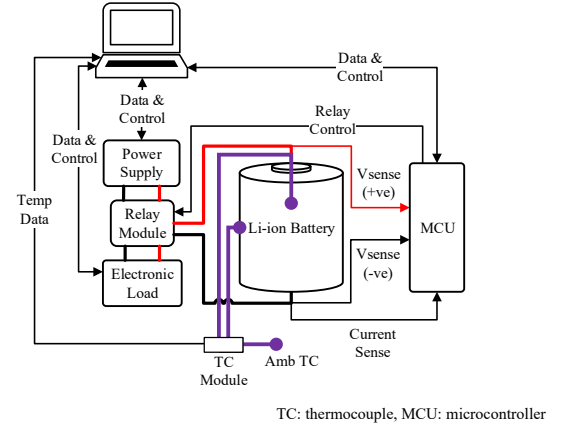 Data &
Control
Data &
Control
Relay
Control
Data &
Control
Power
Supply
Temp
Data
Relay
Module
Li-ion Battery
Vsense
(+ve)
MCU
Vsense
(-ve)
Electronic
Load
Current
Sense
TC
Module
Amb TC
TC: thermocouple, MCU: microcontroller